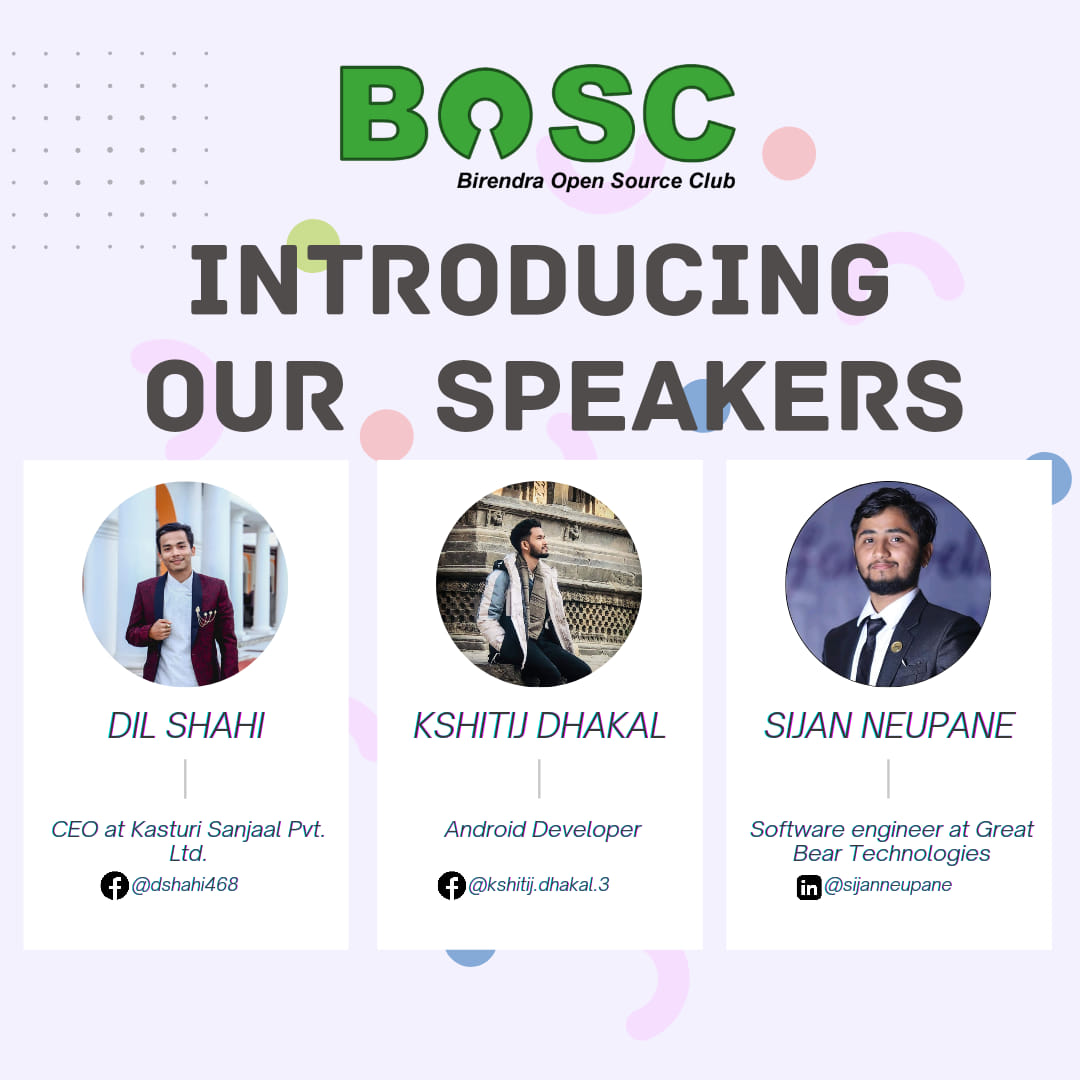 BOSC
Birendra Open Source Club
INTRODUCING
OUR SPEAKERS
DIL SHAHI
CEO at Kasturi Sanjaal Pvt.
Ltd.
@dshahi468
KSHITIJ DHAKAL
Android Developer
@kshitij.dhakal.3
SIJAN NEUPANE
Software engineer at Great
Bear Technologies
in @sijanneupane